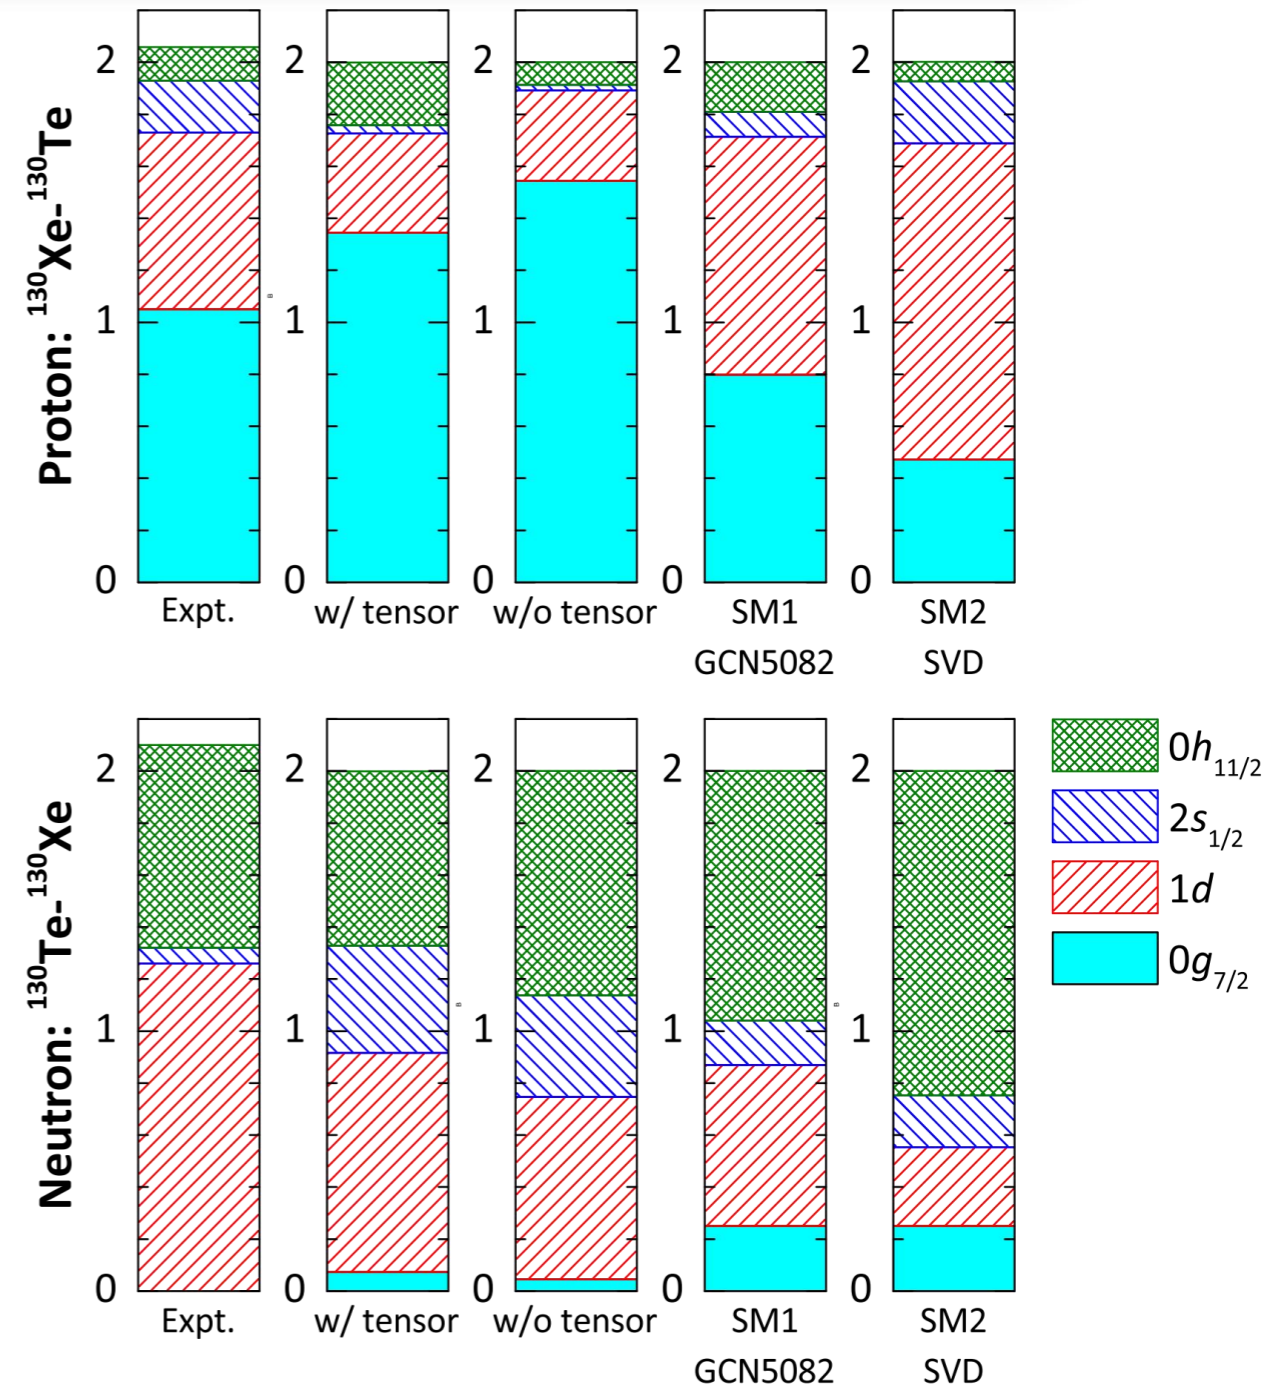 Proton: ¹³⁰Xe- ¹³⁰Te
2 2 2 2 2
1 1 1 1 1
0 0 0 0 0
Expt. w/ tensor w/o tensor SM1 SM2
GCN5082 SVD
Neutron: ¹³⁰Te- ¹³⁰Xe
2 2 2 2 2
1 1 1 1 1
0 0 0 0 0
Expt. w/ tensor w/o tensor SM1 SM2
GCN5082 SVD
0h11/2
2s1/2
1d
0g7/2